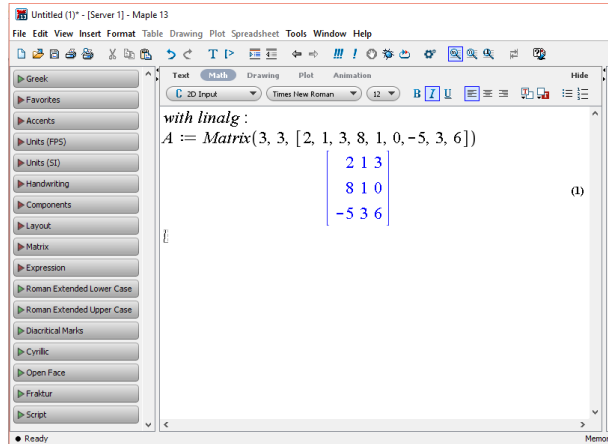 Untitled (1)* - [Server 1] - Maple 13
File Edit View Insert Format Table Drawing Plot Spreadsheet Tools Window Help
Text Math Drawing Plot Animation Hide
C 2D Input Times New Roman 12 B I U
Greek
Favorites
Accents
Units (FPS)
Units (SI)
Handwriting
Components
Layout
Matrix
Expression
Roman Extended Lower Case
Roman Extended Upper Case
Diacritical Marks
Cyrillic
Open Face
Fraktur
Script
with linalg :
A := Matrix(3, 3, [2, 1, 3, 8, 1, 0, -5, 3, 6])
2 1 3
8 1 0
-5 3 6
(1)
Ready